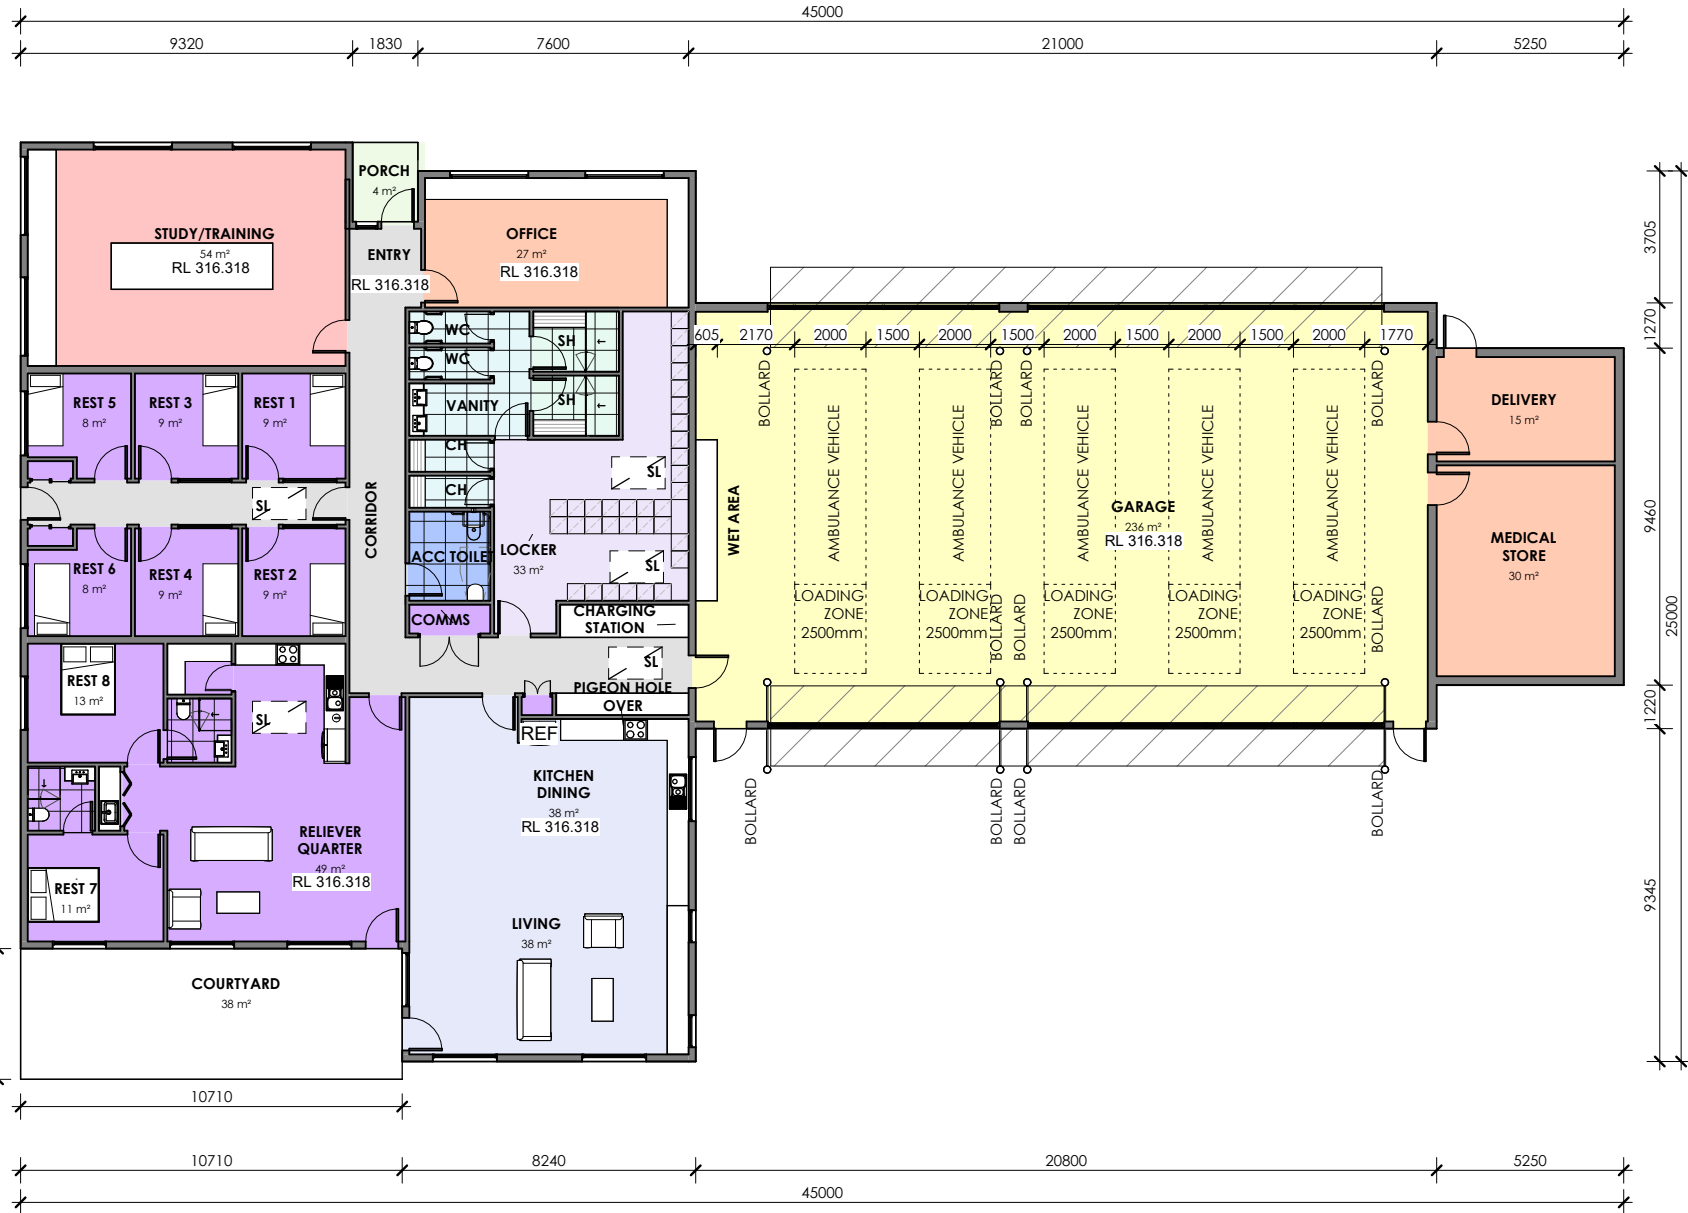 45000
9320
1830
7600
21000
5250
PORCH
4 m²
STUDY/TRAINING
54 m²
RL 316.318
ENTRY
RL 316.318
OFFICE
27 m²
RL 316.318
3705
1270
9460
25000
1220
9345
605
2170
2000
1500
2000
1500
2000
1500
2000
1500
2000
1770
WC
WC
SH
SH
VANITY
CH
CH
REST 5
8 m²
REST 3
9 m²
REST 1
9 m²
SL
CORRIDOR
REST 6
8 m²
REST 4
9 m²
REST 2
9 m²
ACC TOILET
LOCKER
33 m²
SL
SL
COMMS
CHARGING
STATION
SL
PIGEON HOLE
OVER
WET AREA
BOLLARD
BOLLARD
BOLLARD
BOLLARD
AMBULANCE VEHICLE
AMBULANCE VEHICLE
AMBULANCE VEHICLE
AMBULANCE VEHICLE
AMBULANCE VEHICLE
GARAGE
236 m²
RL 316.318
LOADING
ZONE
2500mm
LOADING
ZONE
2500mm
LOADING
ZONE
2500mm
LOADING
ZONE
2500mm
LOADING
ZONE
2500mm
BOLLARD
BOLLARD
BOLLARD
DELIVERY
15 m²
MEDICAL
STORE
30 m²
REST 8
13 m²
SL
REF
KITCHEN
DINING
38 m²
RL 316.318
BOLLARD
BOLLARD
BOLLARD
BOLLARD
RELIEVER
QUARTER
49 m²
RL 316.318
REST 7
11 m²
LIVING
38 m²
COURTYARD
38 m²
10710
10710
8240
20800
5250
45000